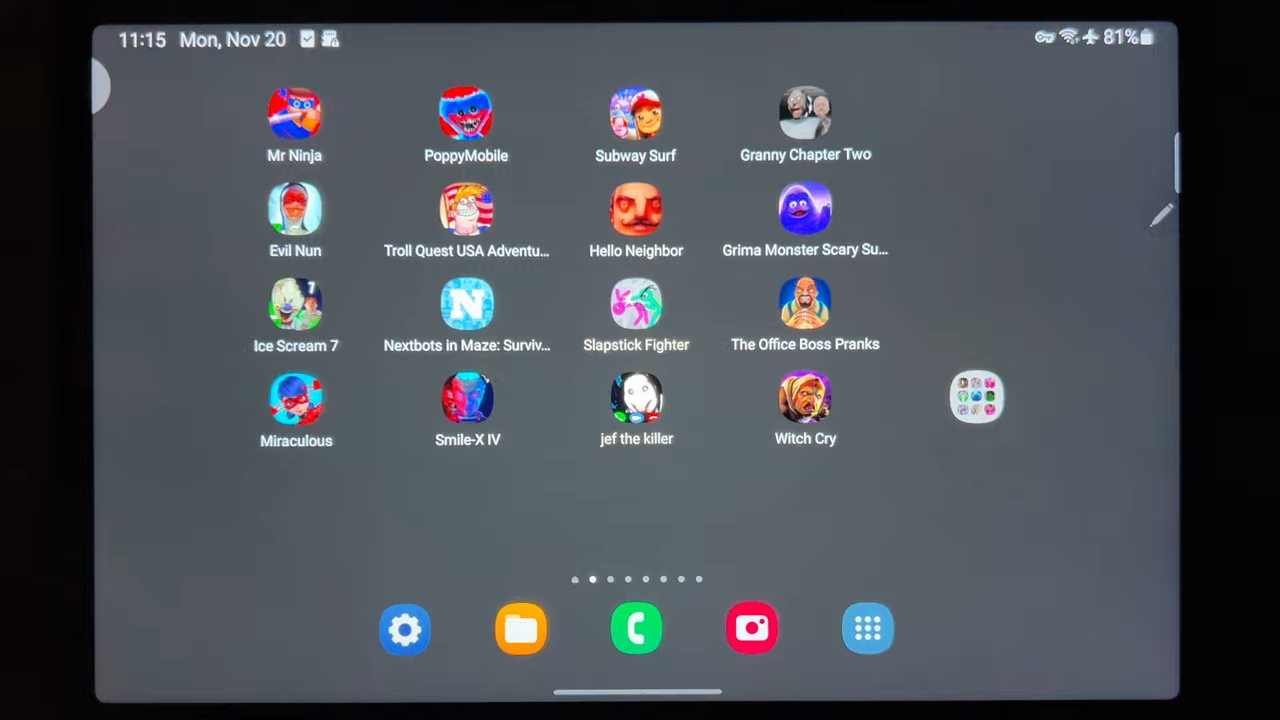 11:15 Mon, Nov 20
81%
Mr Ninja
PoppyMobile
Subway Surf
Granny Chapter Two
Evil Nun
Troll Quest USA Adventu...
Hello Neighbor
Grima Monster Scary Su...
7
Ice Scream 7
N
Nextbots in Maze: Surviv...
Slapstick Fighter
The Office Boss Pranks
Miraculous
Smile-X IV
jef the killer
Witch Cry